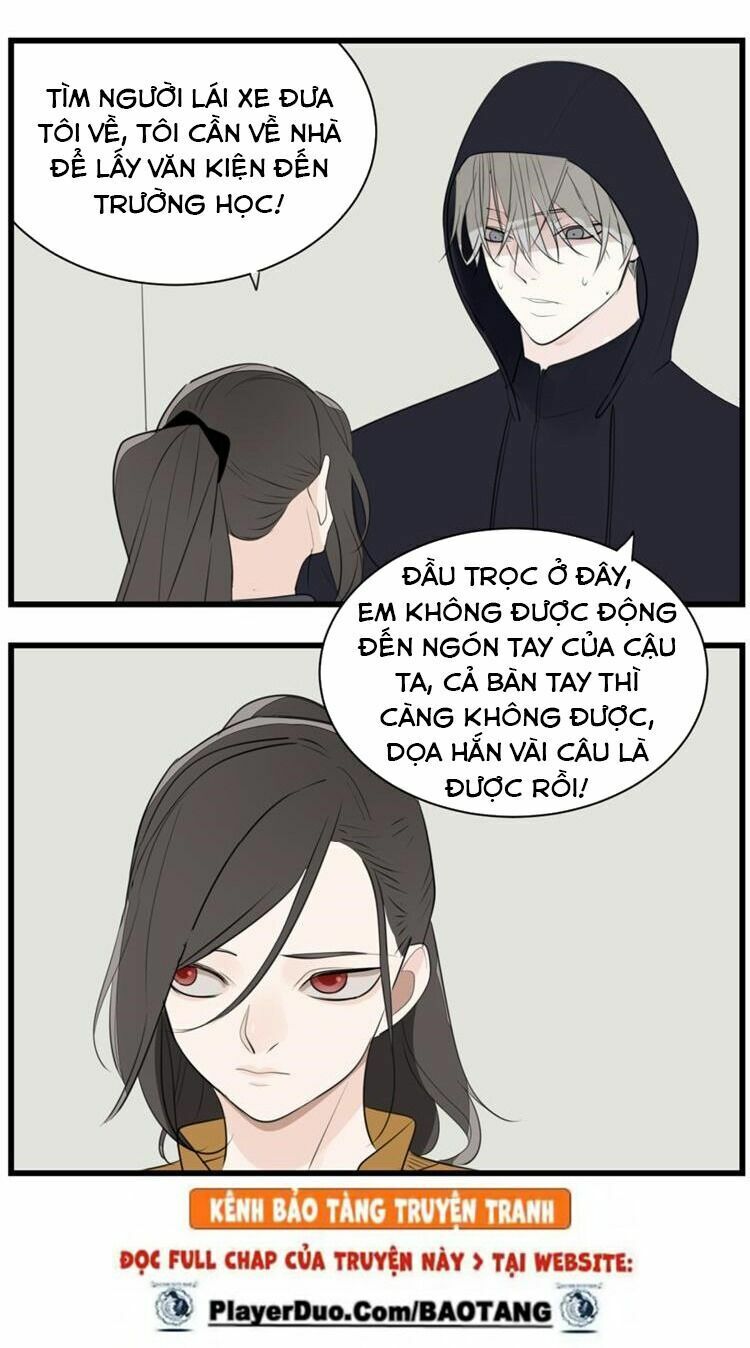 TÌM NGƯỜI LÁI XE ĐƯA
TÔI VỀ, TÔI CẦN VỀ NHÀ
ĐỂ LẤY VĂN KIỆN ĐẾN
TRƯỜNG HỌC!
ĐẦU TRỌC Ở ĐÂY,
EM KHÔNG ĐƯỢC ĐỘNG
ĐẾN NGÓN TAY CỦA CẬU
TA, CẢ BÀN TAY THÌ
CÀNG KHÔNG ĐƯỢC,
DỌA HẮN VÀI CÂU LÀ
ĐƯỢC RỒI!
KÊNH BẢO TÀNG TRUYỆN TRANH
ĐỌC FULL CHAP CỦA TRUYỆN NÀY > TẠI WEBSITE:
PLAYERDUO.COM/BAOTANG